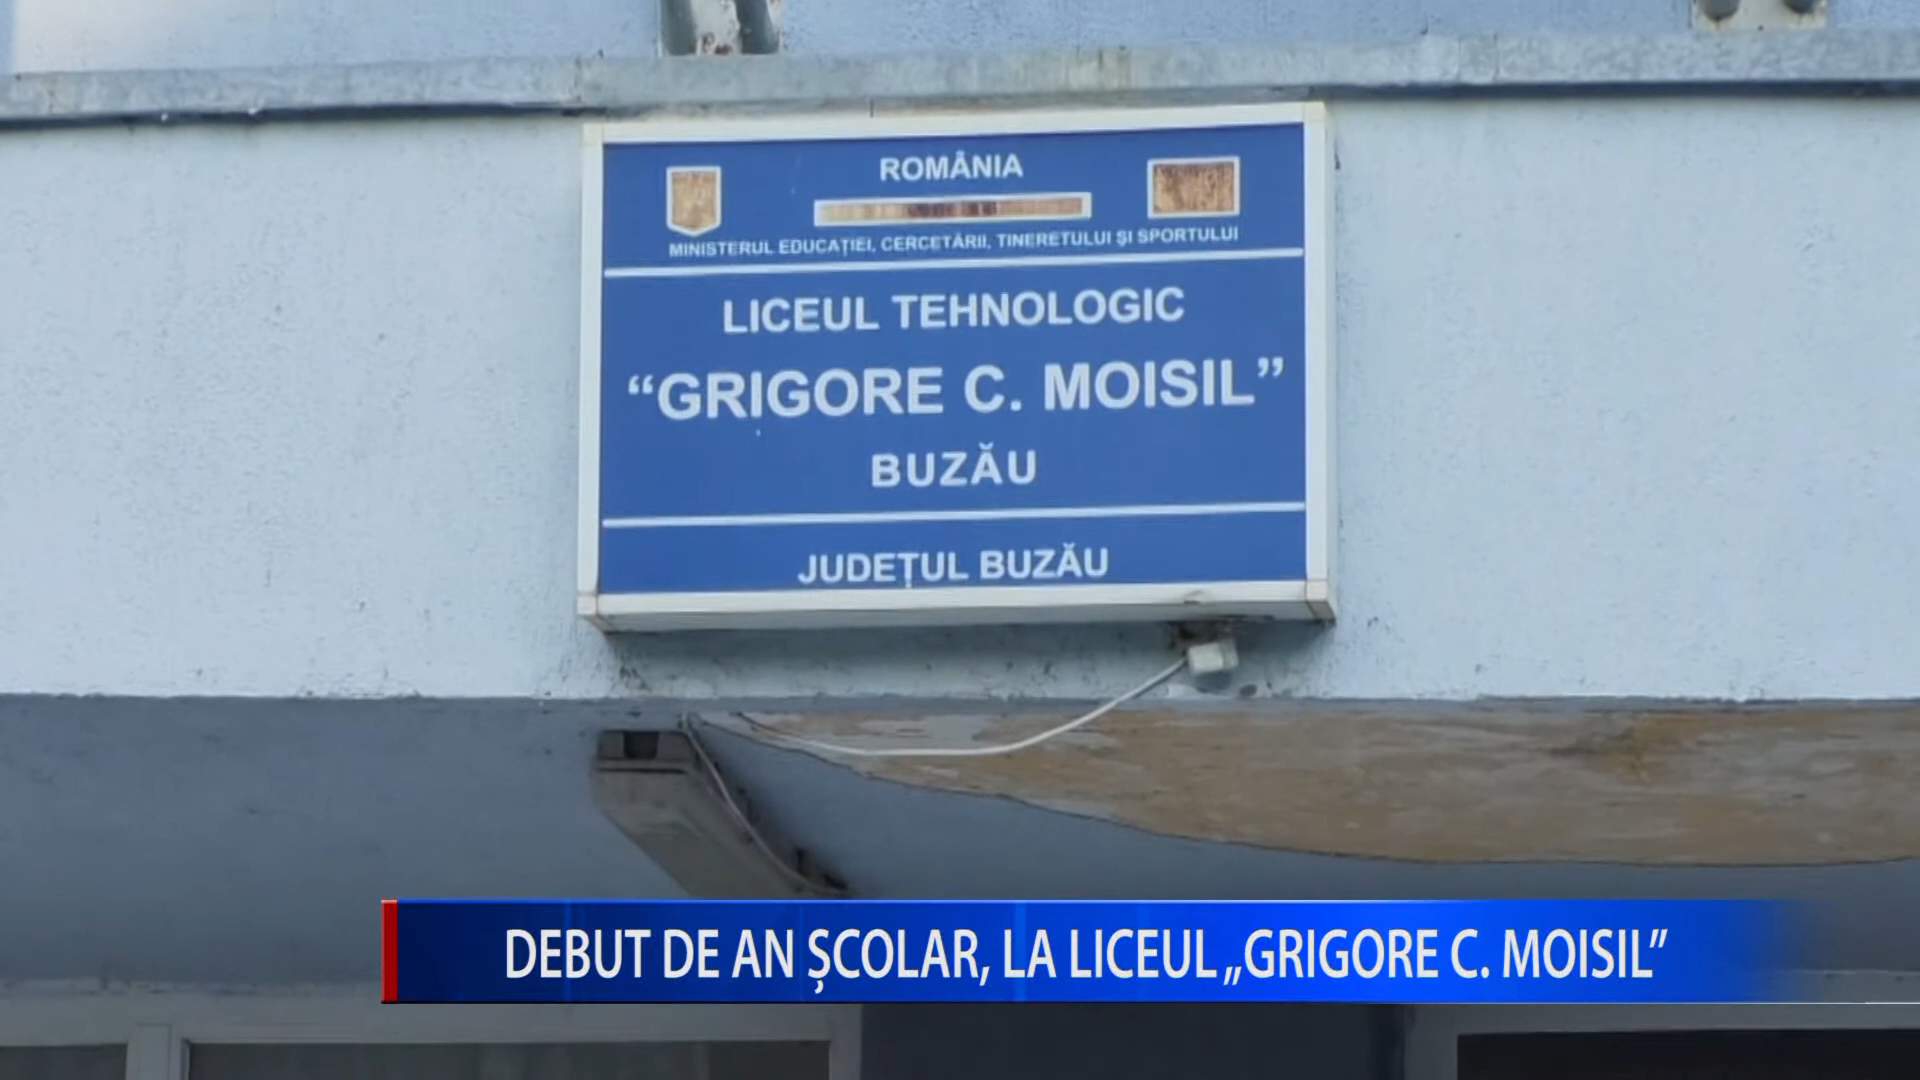 ROMÂNIA
MINISTERUL EDUCAȚIEI, CERCETĂRII, TINERETULUI ȘI SPORTULUI
LICEUL TEHNOLOGIC
“GRIGORE C. MOISIL”
BUZĂU
JUDEȚUL BUZĂU
DEBUT DE AN ȘCOLAR, LA LICEUL „GRIGORE C. MOISIL”